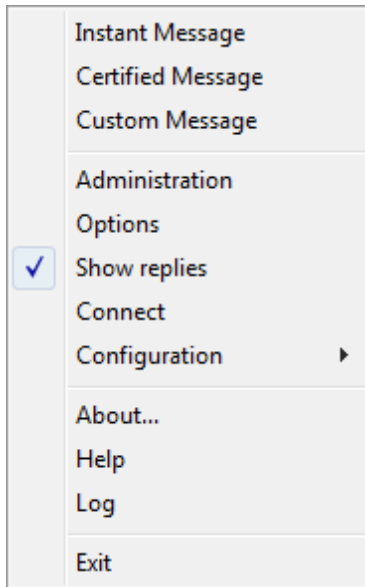 Instant Message
Certified Message
Custom Message
Administration
Options
Show replies
Connect
Configuration
About...
Help
Log
Exit